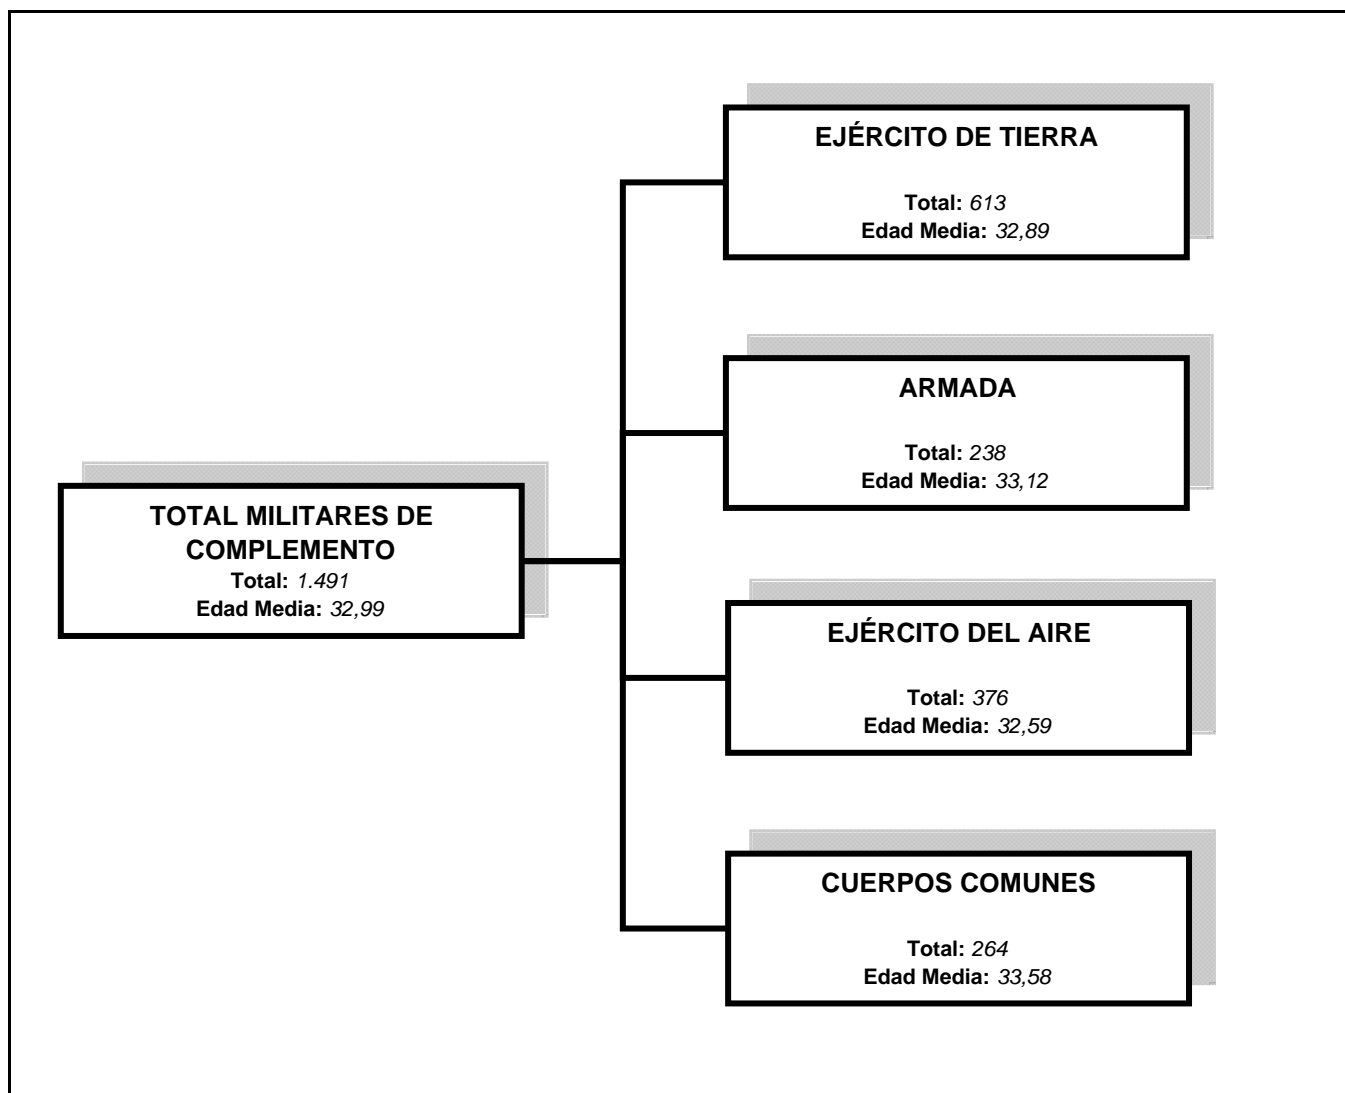 EJÉRCITO DE TIERRA
Total: 613
Edad Media: 32,89
ARMADA
Total: 238
Edad Media: 33,12
TOTAL MILITARES DE
COMPLEMENTO
Total: 1.491
Edad Media: 32,99
EJÉRCITO DEL AIRE
Total: 376
Edad Media: 32,59
CUERPOS COMUNES
Total: 264
Edad Media: 33,58